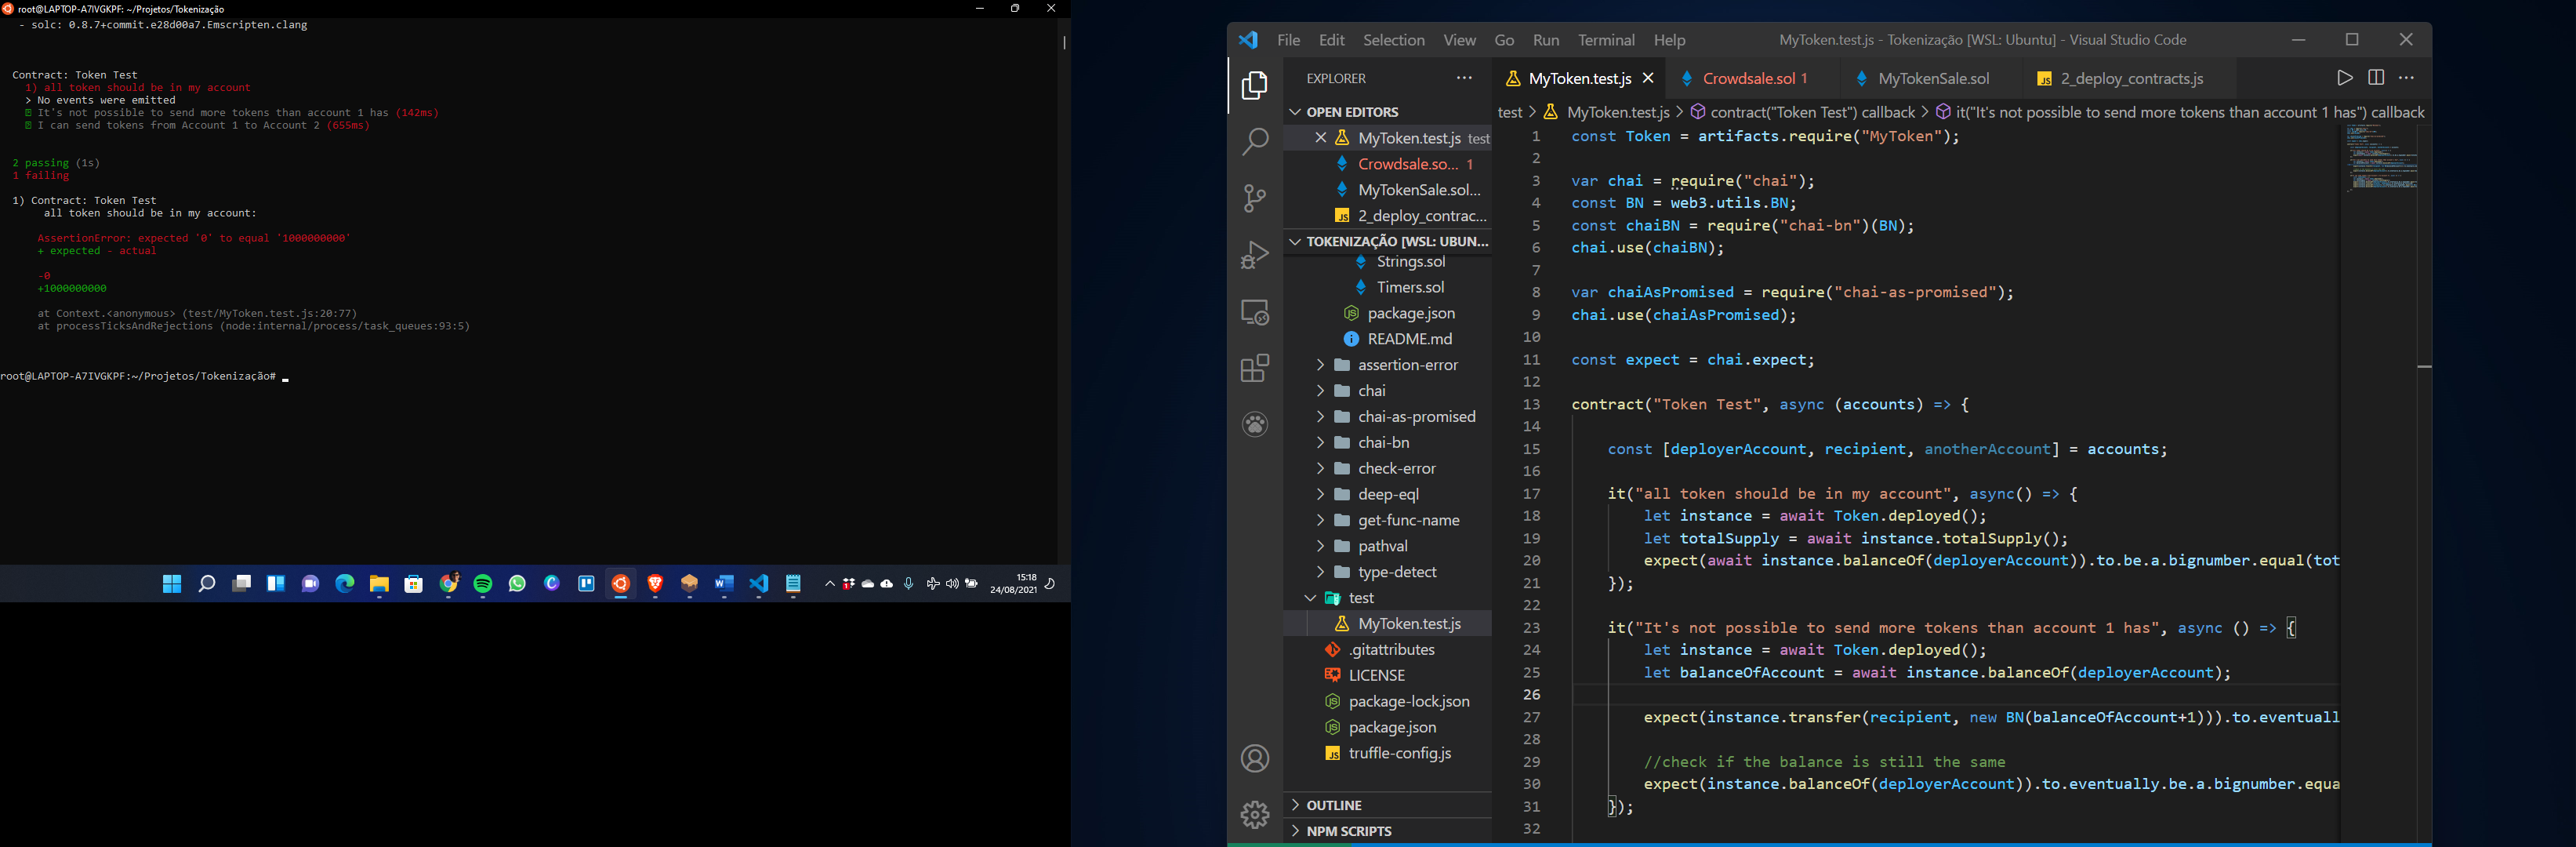 root@LAPTOP-A7IVGKPF: ~/Projetos/Tokenização
- solc: 0.8.7+commit.e28d00a7.Emscripten.clang
Contract: Token Test
1) all token should be in my account
> No events were emitted
It's not possible to send more tokens than account 1 has (142ms)
I can send tokens from Account 1 to Account 2 (655ms)
2 passing (1s)
1 failing
1) Contract: Token Test
all token should be in my account:
AssertionError: expected '0' to equal '1000000000'
+ expected - actual
-0
+1000000000
at Context.<anonymous> (test/MyToken.test.js:20:77)
at processTicksAndRejections (node:internal/process/task_queues:93:5)
root@LAPTOP-A7IVGKPF:~/Projetos/Tokenização#
15:18
24/08/2021
File Edit Selection View Go Run Terminal Help
MyToken.test.js - Tokenização [WSL: Ubuntu] - Visual Studio Code
EXPLORER
OPEN EDITORS
MyToken.test.js test
Crowdsale.so... 1
MyTokenSale.sol...
JS 2_deploy_contrac...
TOKENIZAÇÃO [WSL: UBUN...
Strings.sol
Timers.sol
package.json
README.md
assertion-error
chai
chai-as-promised
chai-bn
check-error
deep-eql
get-func-name
pathval
type-detect
test
MyToken.test.js
.gitattributes
LICENSE
package-lock.json
package.json
JS truffle-config.js
OUTLINE
NPM SCRIPTS
MyToken.test.js
Crowdsale.sol 1
MyTokenSale.sol
JS 2_deploy_contracts.js
test > MyToken.test.js > contract("Token Test") callback > it("It's not possible to send more tokens than account 1 has") callback
1 const Token = artifacts.require("MyToken");
2
3 var chai = require("chai");
4 const BN = web3.utils.BN;
5 const chaiBN = require("chai-bn")(BN);
6 chai.use(chaiBN);
7
8 var chaiAsPromised = require("chai-as-promised");
9 chai.use(chaiAsPromised);
10
11 const expect = chai.expect;
12
13 contract("Token Test", async (accounts) => {
14
15 const [deployerAccount, recipient, anotherAccount] = accounts;
16
17 it("all token should be in my account", async() => {
18 let instance = await Token.deployed();
19 let totalSupply = await instance.totalSupply();
20 expect(await instance.balanceOf(deployerAccount)).to.be.a.bignumber.equal(tot
21 });
22
23 it("It's not possible to send more tokens than account 1 has", async () => {
24 let instance = await Token.deployed();
25 let balanceOfAccount = await instance.balanceOf(deployerAccount);
26
27 expect(instance.transfer(recipient, new BN(balanceOfAccount+1))).to.eventuall
28
29 //check if the balance is still the same
30 expect(instance.balanceOf(deployerAccount)).to.eventually.be.a.bignumber.equa
31 });
32